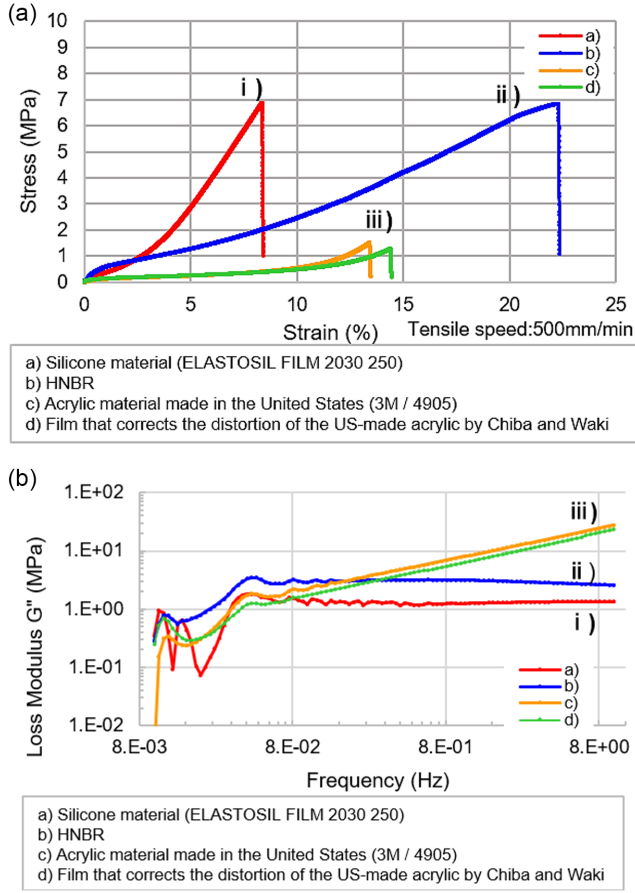 (a)
10
9
8
7
6
5
4
3
2
1
0
Stress (MPa)
i )
ii )
iii )
a)
b)
c)
d)
0
5
10
15
20
25
Strain (%)
Tensile speed:500mm/min
a) Silicone material (ELASTOSIL FILM 2030 250)
b) HNBR
c) Acrylic material made in the United States (3M / 4905)
d) Film that corrects the distortion of the US-made acrylic by Chiba and Waki
(b)
1.E+02
1.E+01
1.E+00
1.E-01
1.E-02
Loss Modulus G" (MPa)
iii )
ii )
i )
a)
b)
c)
d)
8.E-03
8.E-02
8.E-01
8.E+00
Frequency (Hz)
a) Silicone material (ELASTOSIL FILM 2030 250)
b) HNBR
c) Acrylic material made in the United States (3M / 4905)
d) Film that corrects the distortion of the US-made acrylic by Chiba and Waki